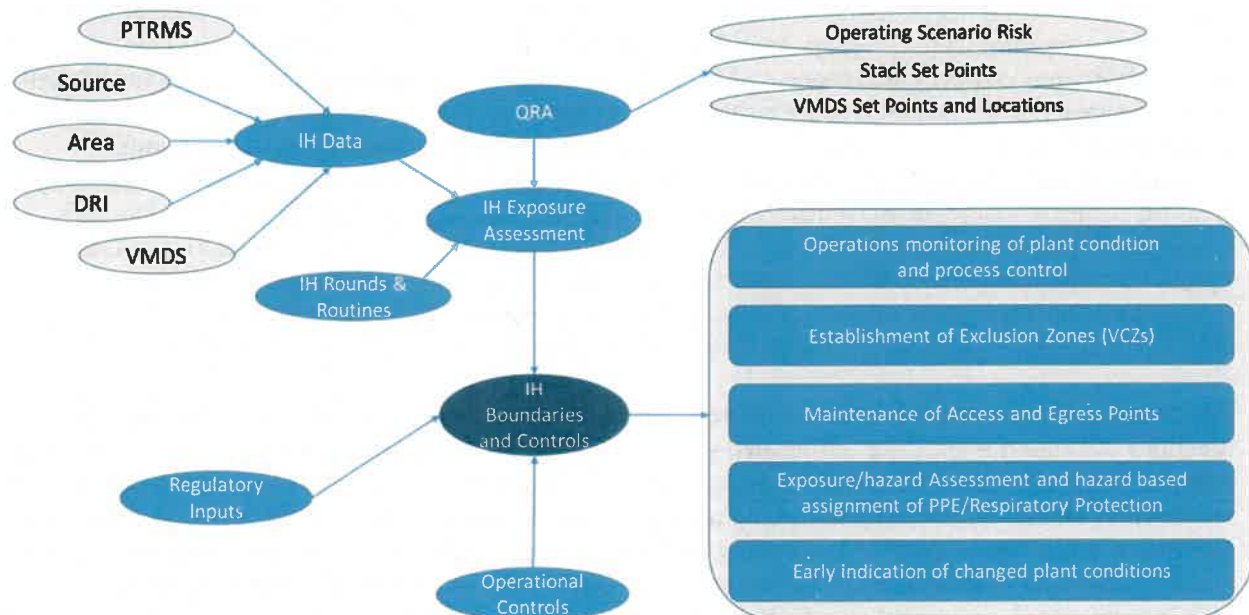 PTRMS
Source
Area
DRI
VMDS
IH Data
QRA
Operating Scenario Risk
Stack Set Points
VMDS Set Points and Locations
IH Exposure
Assessment
IH Rounds &
Routines
IH
Boundaries
and Controls
Regulatory
Inputs
Operational
Controls
Operations monitoring of plant condition
and process control
Establishment of Exclusion Zones (VCZs)
Maintenance of Access and Egress Points
Exposure/hazard Assessment and hazard based
assignment of PPE/Respiratory Protection
Early indication of changed plant conditions